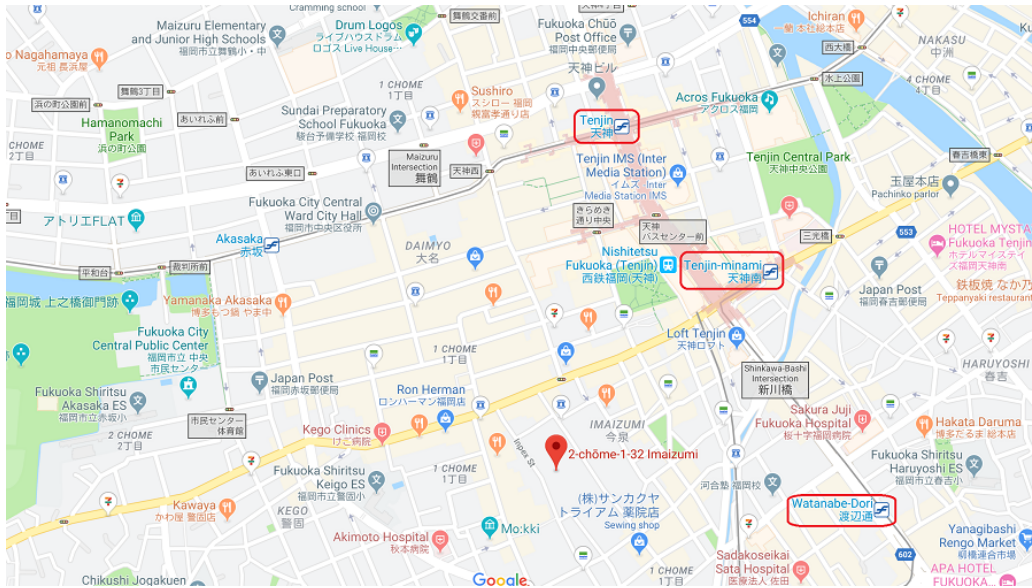 Cramming school
Maizuru Elementary
and Junior High Schools
福岡市立舞鶴小・中
Drum Logos
ライブハウスドラム
ロゴス Live House…
舞鶴交番前
Fukuoka Chūō
Post Office
福岡中央郵便局
天神ビル
554
Ichiran
一蘭 本社総本店
西大橋
NAKASU
中洲
o Nagahamaya
元祖 長浜屋
舞鶴3丁目
浜の町公園前
あいれふ前
1 CHOME
1丁目
Sushiro
スシロー 福岡
親富孝通り店
水上公園
4 CHOME
4丁目
Hamanomachi
Park
浜の町公園
Sundai Preparatory
School Fukuoka
駿台予備学校 福岡校
Tenjin
天神
Acros Fukuoka
アクロス福岡
CHOME
2丁目
Maizuru
Intersection
舞鶴
天神西
あいれふ東口
Tenjin IMS (Inter
Media Station)
イムズ Inter
Media Station IMS
Tenjin Central Park
天神中央公園
春吉橋東
玉屋本店
Pachinko parlor
アトリエFLAT
Fukuoka City Central
Ward City Hall
福岡市中央区役所
きらめき
通り中央
天神
バスセンター前
三光橋
553
HOTEL MYSTA
Fukuoka Tenjin
ホテルマイステイ
ズ福岡天神南
Akasaka
赤坂
DAIMYO
大名
Nishitetsu
Fukuoka (Tenjin)
西鉄福岡(天神)
Tenjin-minami
天神南
平和台
裁判所前
Japan Post
福岡春吉郵便局
鉄板焼 なか乃
Teppanyaki restaurant
福岡城 上之橋御門跡
Yamanaka Akasaka
博多もつ鍋 やま中
Fukuoka City
Central Public Center
福岡市立 中央
市民センター
1 CHOME
1丁目
Loft Tenjin
天神ロフト
Shinkawa-Bashi
Intersection
新川橋
HARUYOSHI
春吉
Fukuoka Shiritsu
Akasaka ES
福岡市立赤坂小
Japan Post
福岡赤坂郵便局
Ron Herman
ロンハーマン福岡店
市民センター
体育館
Kego Clinics
けご病院
IMAIZUMI
今泉
Sakura Juji
Fukuoka Hospital
桜十字福岡病院
Hakata Daruma
博多だるま 総本店
2 CHOME
2丁目
Inpex St
2-chōme-1-32 Imaizumi
Fukuoka Shiritsu
Keigo ES
福岡市立警固小
1 CHOME
1丁目
河合塾 福岡校
Fukuoka Shiritsu
Haruyoshi ES
福岡市立春吉小
Kawaya
かわ屋 警固店
KEGO
警固
(株)サンカクヤ
トライアム 薬院店
Sewing shop
Watanabe-Dori
渡辺通
Mo:kki
Akimoto Hospital
秋本病院
602
Yanagibashi
Rengo Market
柳橋連合市場
Sadakoseikai
Sata Hospital
医療法人 佐田
Chikushi Jogakuen
Google
1 CHOME
1丁目
APA HOTEL
FUKUOKA